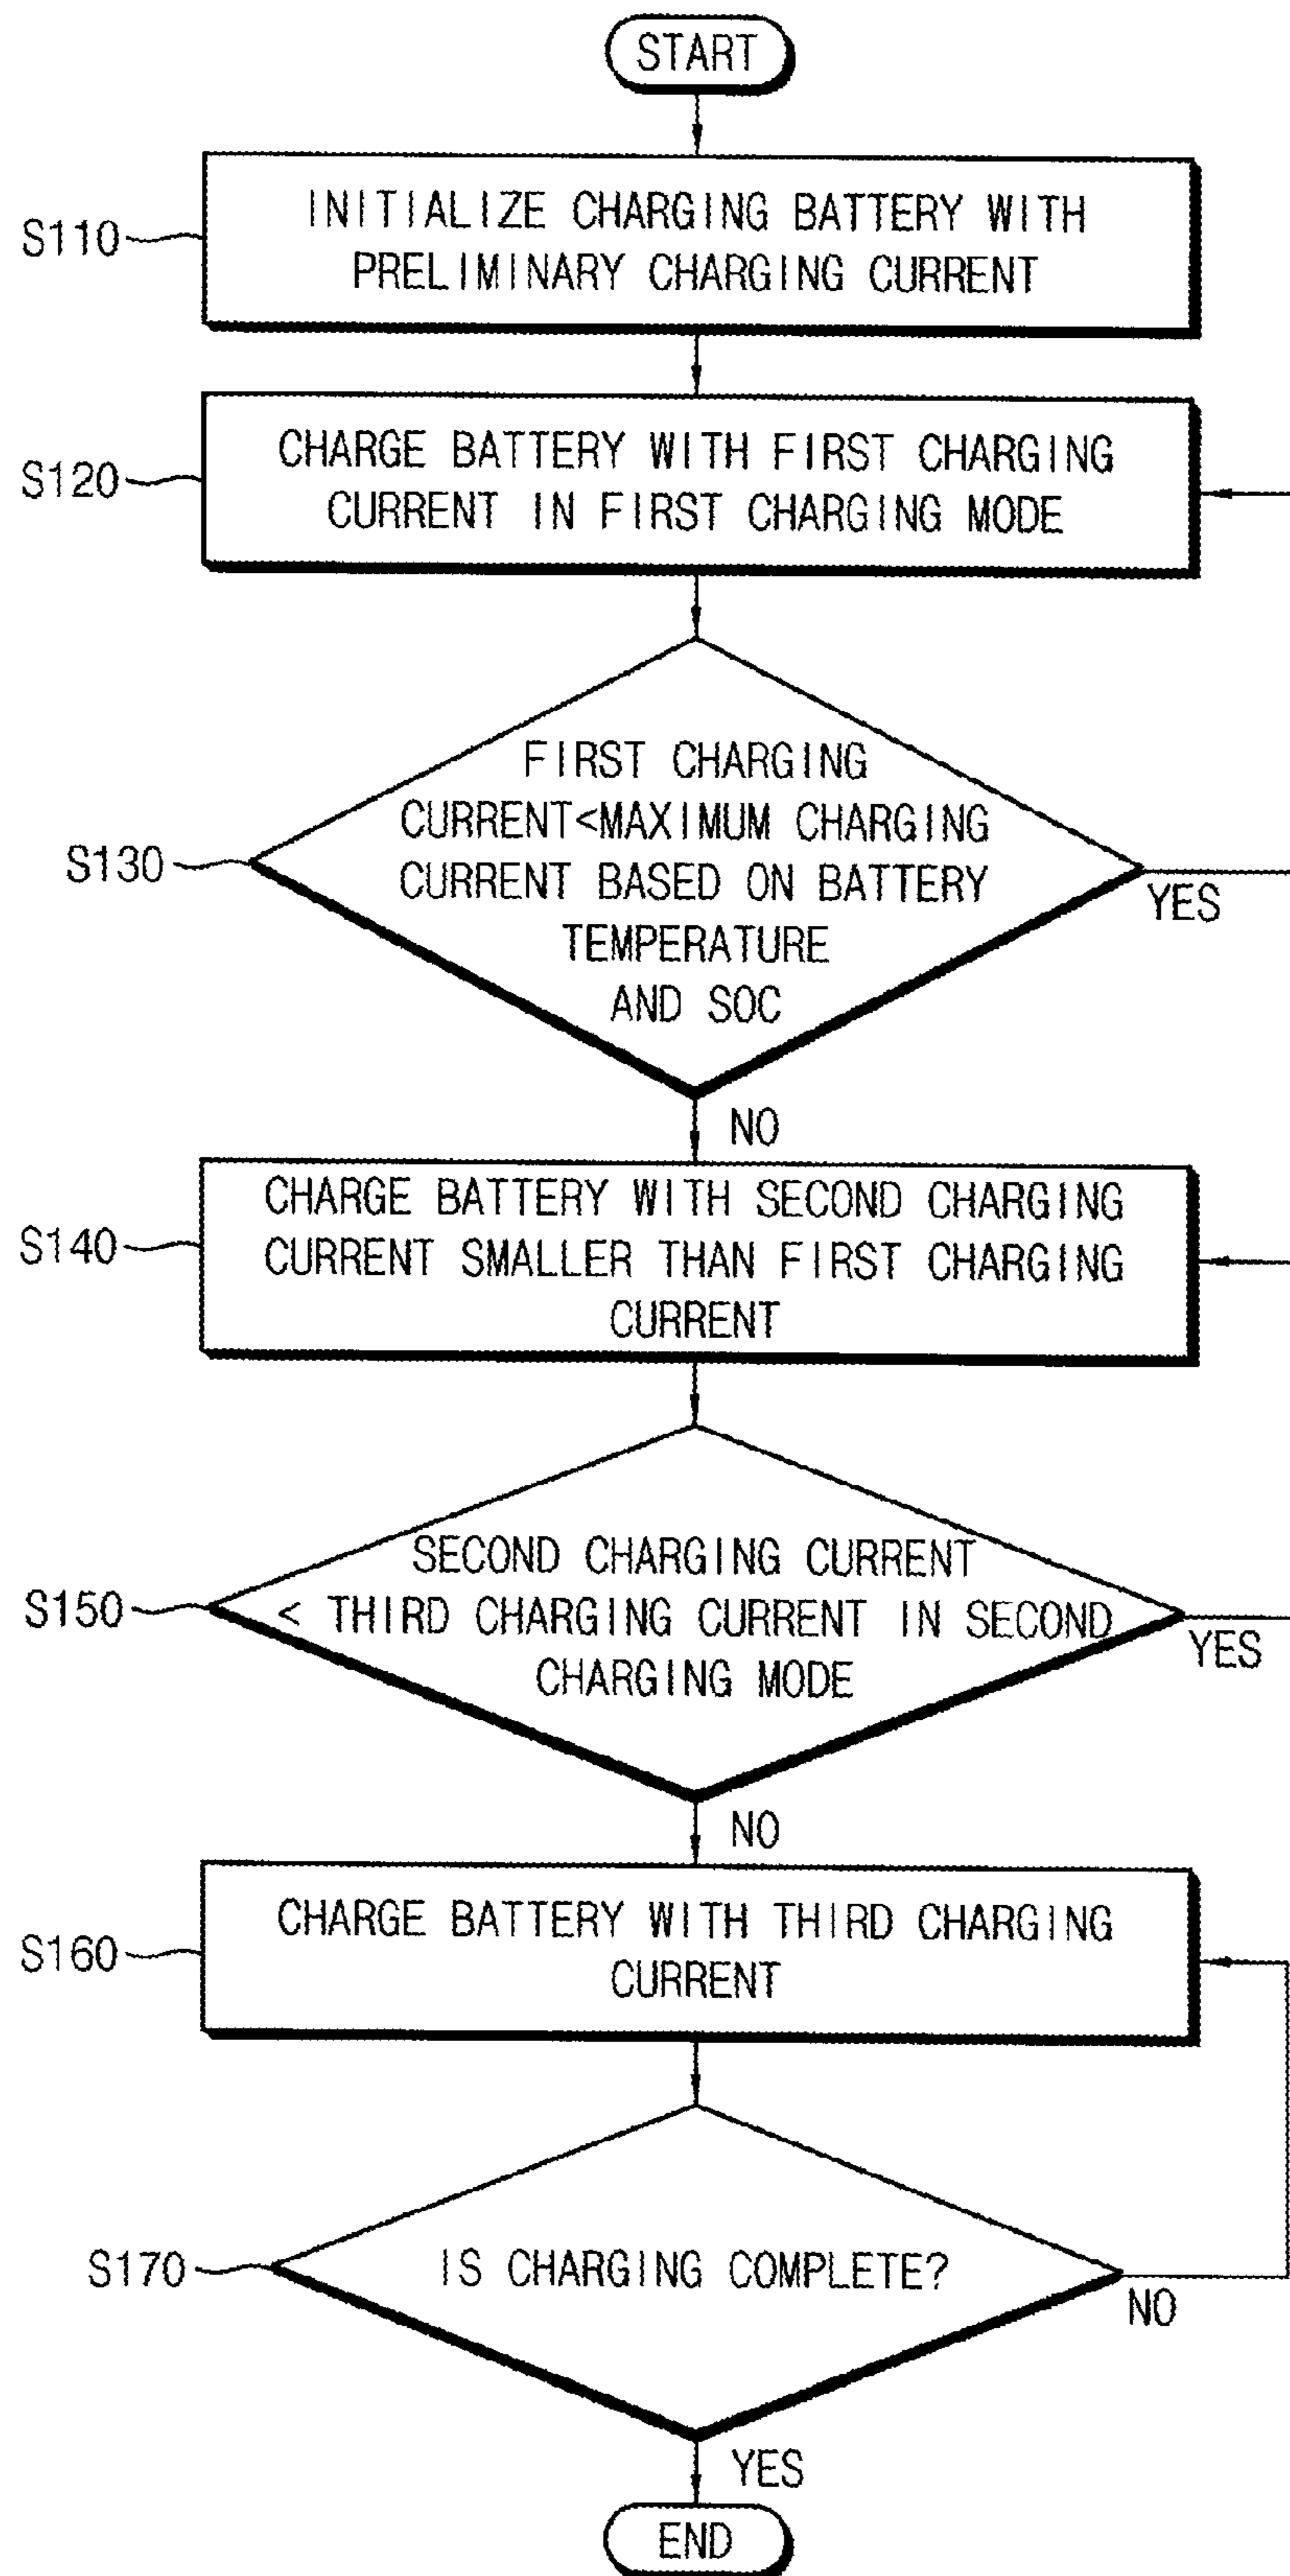 START
S110
INITIALIZE CHARGING BATTERY WITH
PRELIMINARY CHARGING CURRENT
S120
CHARGE BATTERY WITH FIRST CHARGING
CURRENT IN FIRST CHARGING MODE
S130
FIRST CHARGING
CURRENT<MAXIMUM CHARGING
CURRENT BASED ON BATTERY
TEMPERATURE
AND SOC
YES
NO
S140
CHARGE BATTERY WITH SECOND CHARGING
CURRENT SMALLER THAN FIRST CHARGING
CURRENT
S150
SECOND CHARGING CURRENT
< THIRD CHARGING CURRENT IN SECOND
CHARGING MODE
YES
NO
S160
CHARGE BATTERY WITH THIRD CHARGING
CURRENT
S170
IS CHARGING COMPLETE?
NO
YES
END